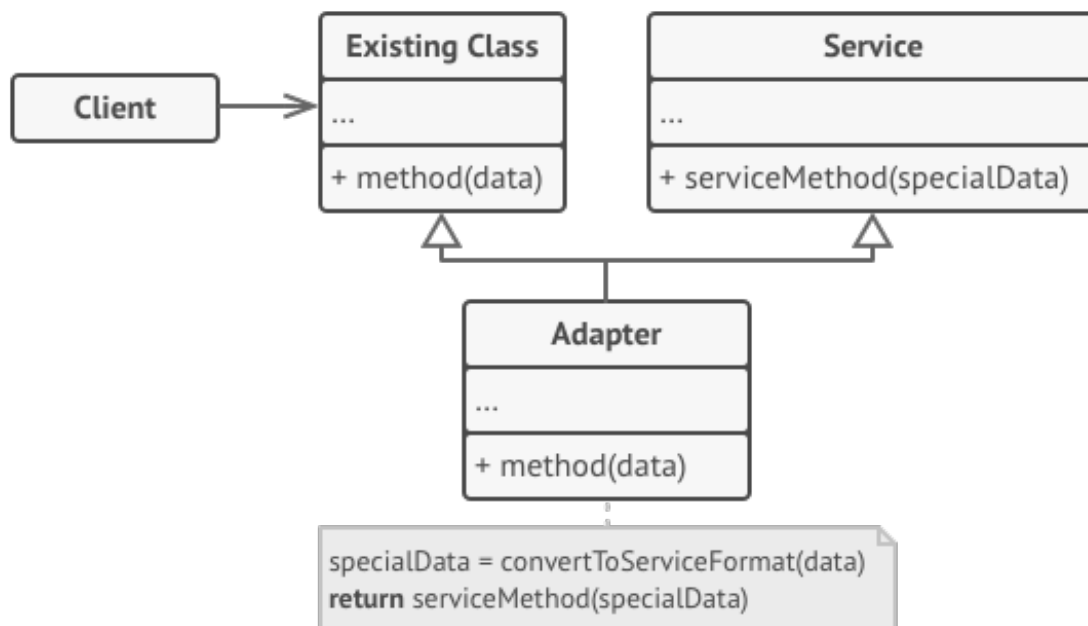 Client
Existing Class
...
+ method(data)
Service
...
+ serviceMethod(specialData)
Adapter
...
+ method(data)
specialData = convertToServiceFormat(data)
return serviceMethod(specialData)